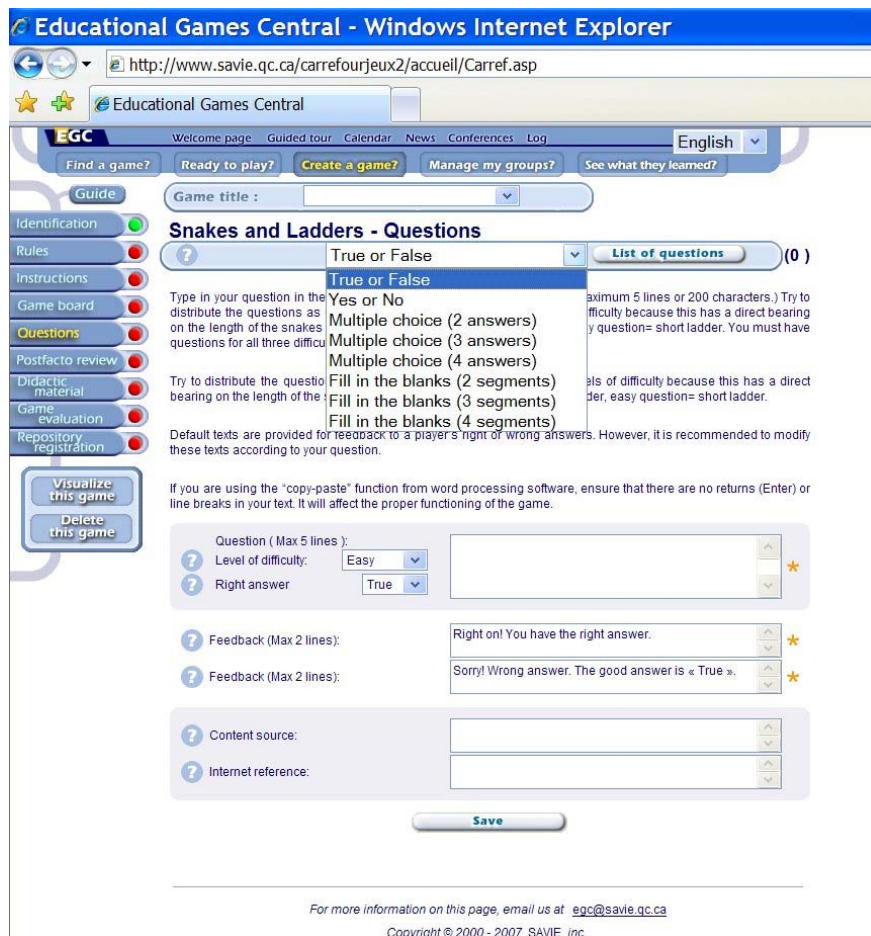 Educational Games Central - Windows Internet Explorer
http://www.savie.qc.ca/carrefourjeux2/accueil/Carref.asp
Educational Games Central
EGC
Welcome page Guided tour Calendar News Conferences Log
English
Find a game? Ready to play? Create a game? Manage my groups? See what they learned?
Guide
Game title :
Identification
Rules
Instructions
Game board
Questions
Postfacto review
Didactic
material
Game
evaluation
Repository
registration
Visualize
this game
Delete
this game
Snakes and Ladders - Questions
True or False
List of questions
(0 )
True or False
Yes or No
Multiple choice (2 answers)
Multiple choice (3 answers)
Multiple choice (4 answers)
Fill in the blanks (2 segments)
Fill in the blanks (3 segments)
Fill in the blanks (4 segments)
Type in your question in the aximum 5 lines or 200 characters.) Try to
distribute the questions as fficulty because this has a direct bearing
on the length of the snakes y question= short ladder. You must have
questions for all three difficu
Try to distribute the questio els of difficulty because this has a direct
bearing on the length of the der, easy question= short ladder.
Default texts are provided for feedback to a player's right or wrong answers. However, it is recommended to modify
these texts according to your question.
If you are using the "copy-paste" function from word processing software, ensure that there are no returns (Enter) or
line breaks in your text. It will affect the proper functioning of the game.
Question ( Max 5 lines ):
Level of difficulty: Easy
Right answer True
Feedback (Max 2 lines): Right on! You have the right answer.
Feedback (Max 2 lines): Sorry! Wrong answer. The good answer is « True ».
Content source:
Internet reference:
Save
For more information on this page, email us at egc@savie.qc.ca
Copyright © 2000 - 2007 SAVIE, inc.